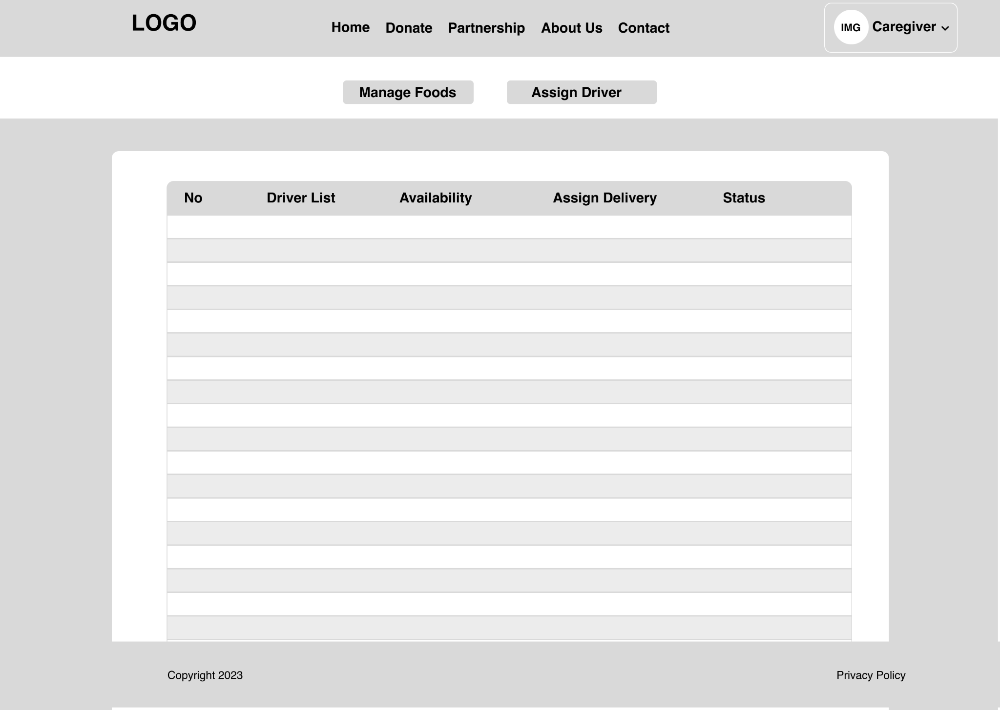 LOGO
Home Donate Partnership About Us Contact
IMG Caregiver
Manage Foods Assign Driver
No Driver List Availability Assign Delivery Status
Copyright 2023 Privacy Policy